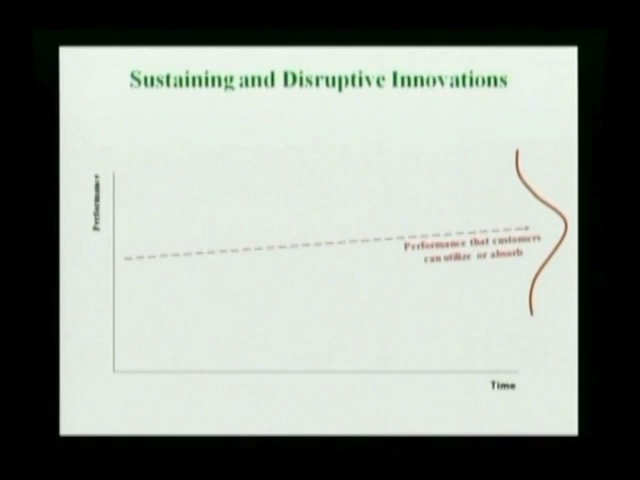 Sustaining and Disruptive Innovations
Performance
Performance that customers
can utilize or absorb
Time